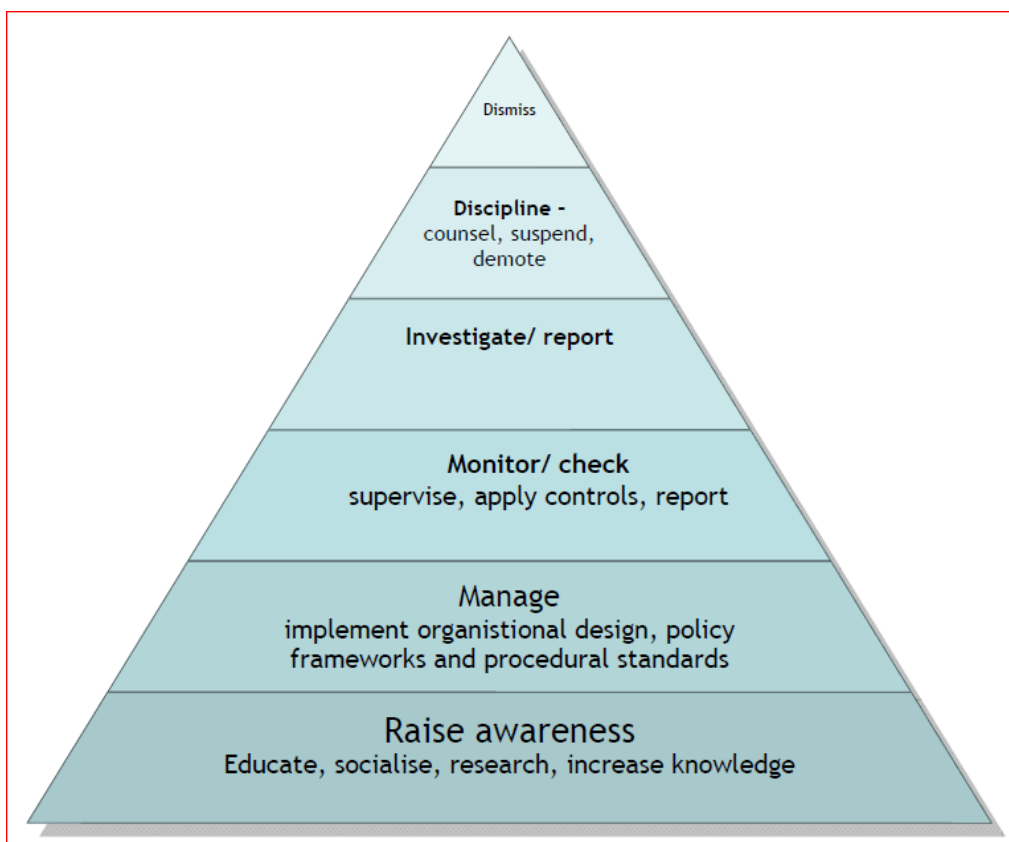 Dismiss
Discipline –
counsel, suspend,
demote
Investigate/ report
Monitor/ check
supervise, apply controls, report
Manage
implement organistional design, policy
frameworks and procedural standards
Raise awareness
Educate, socialise, research, increase knowledge